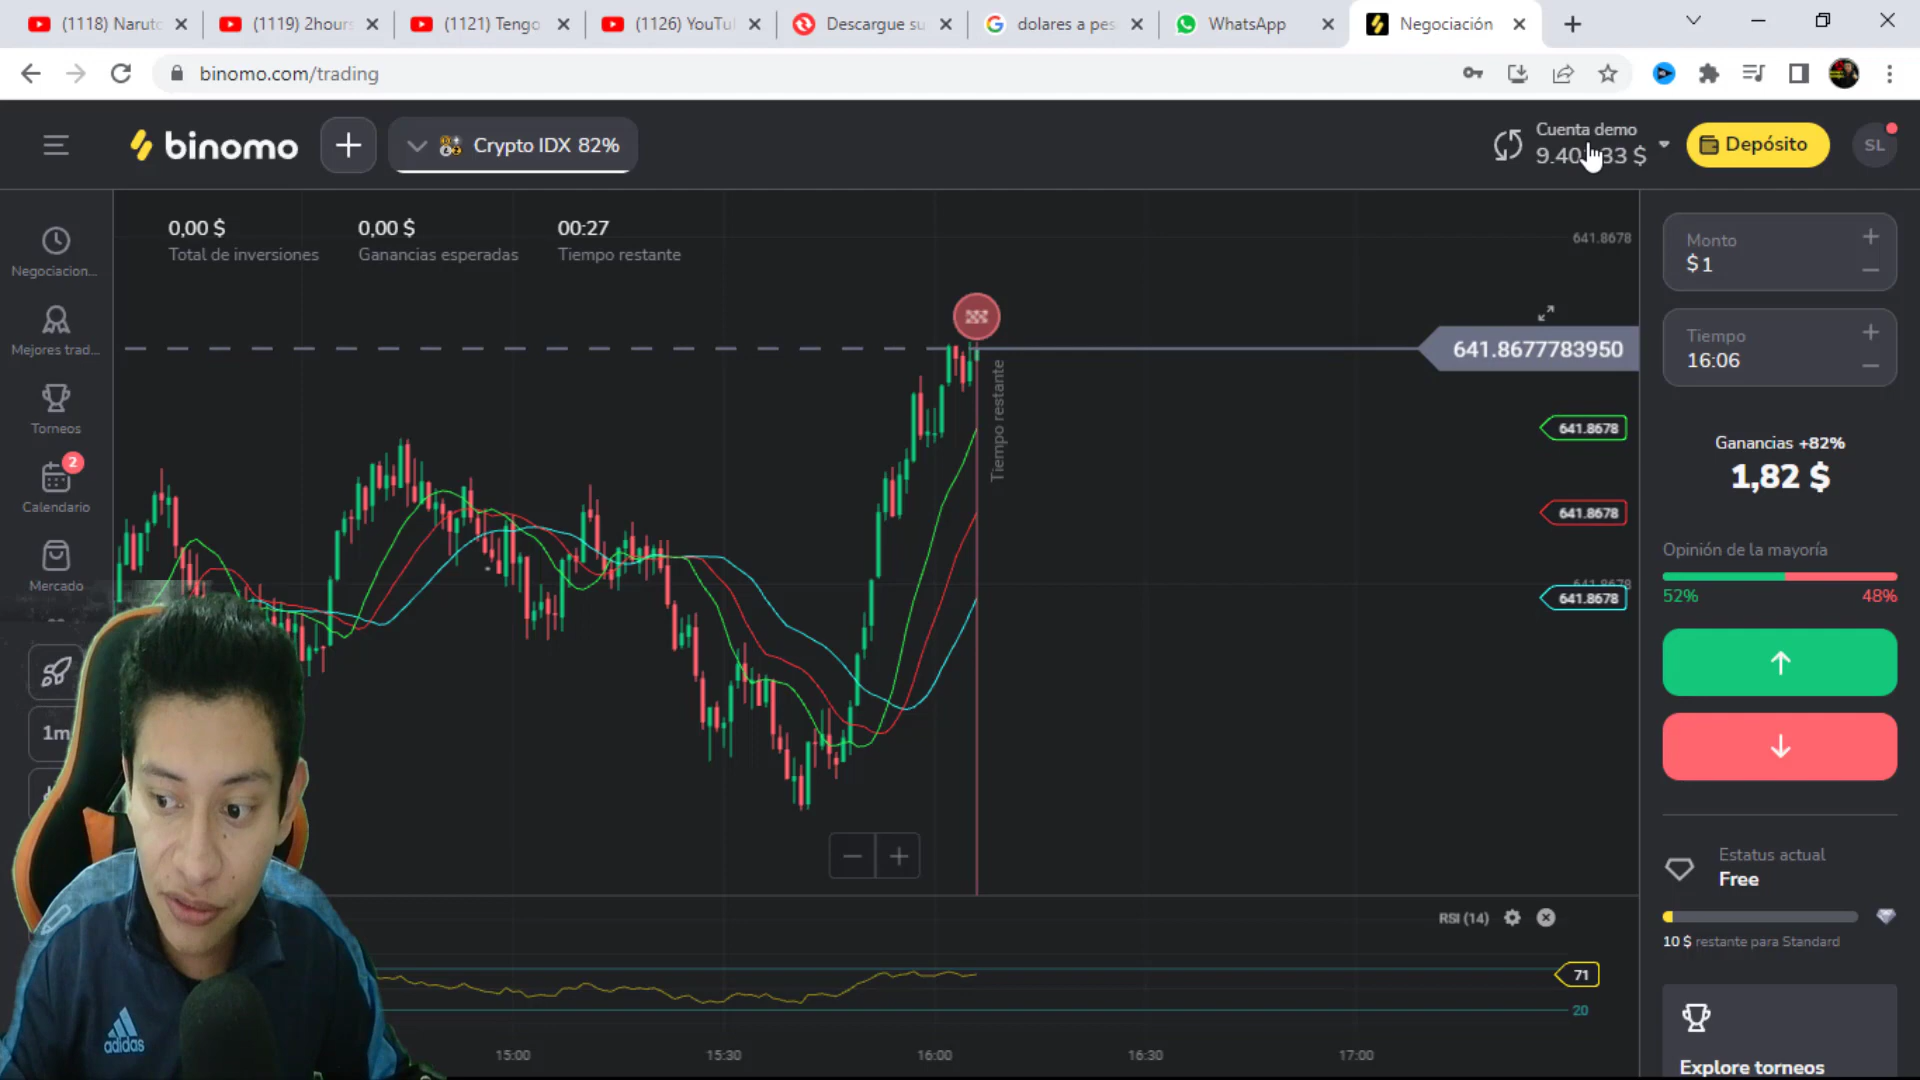 (1118) Naruto
(1119) 2hours
(1121) Tengo
(1126) YouTu
Descargue su
dolares a pes
WhatsApp
Negociación
binomo.com/trading
binomo
Crypto IDX 82%
Cuenta demo
Depósito
SL
0,00 $
0,00 $
00:27
Total de inversiones
Ganancias esperadas
Tiempo restante
641.8678
641.8677783950
Tiempo restante
641.8678
641.8678
641.8678
Negociacion...
Mejores trad...
Torneos
2
Calendario
Mercado
1m
Monto
$ 1
Tiempo
16:06
Ganancias +82%
1,82 $
Opinión de la mayoría
52%
48%
Estatus actual
Free
10 $ restante para Standard
Explore torneos
RSI (14)
71
20
15:00
15:30
16:00
16:30
17:00
adidas